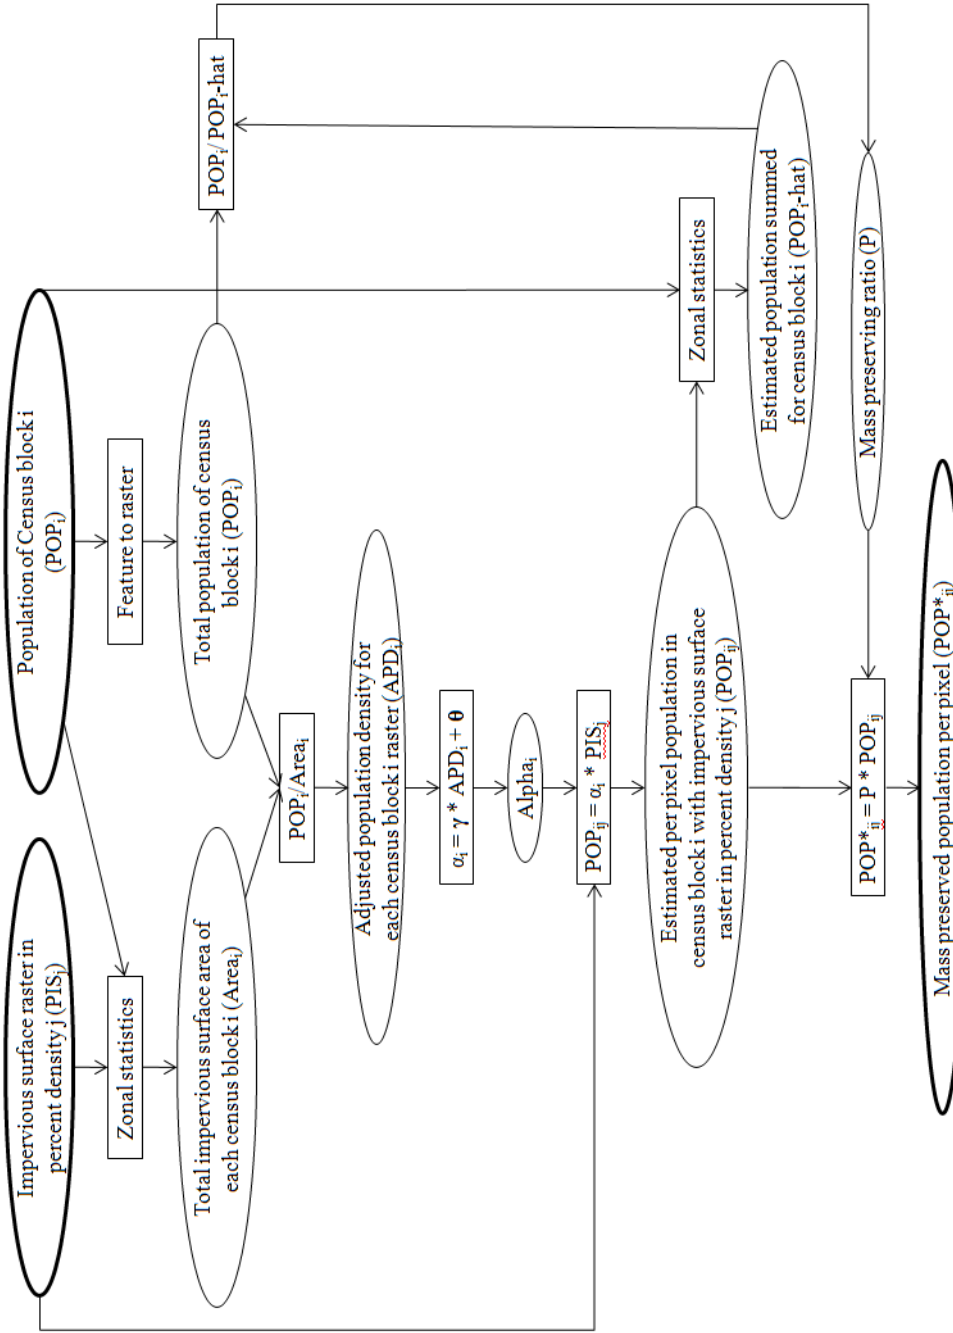 Impervious surface raster in
percent density j (PISj)
Population of Census block i
(POPi)
Zonal statistics
Feature to raster
Total impervious surface area of
each census block i (Areai)
Total population of census
block i (POPi)
POPi/ POPi-hat
POPi/Areai
Adjusted population density for
each census block i raster (APDi)
αi = γ * APDi + θ
Alphai
POPij = αi * PISj
Estimated per pixel population in
census block i with impervious surface
raster in percent density j (POPij)
Zonal statistics
Estimated population summed
for census block i (POPi-hat)
Mass preserving ratio (P)
POP*ij = P * POPij
Mass preserved population per pixel (POP*ij)